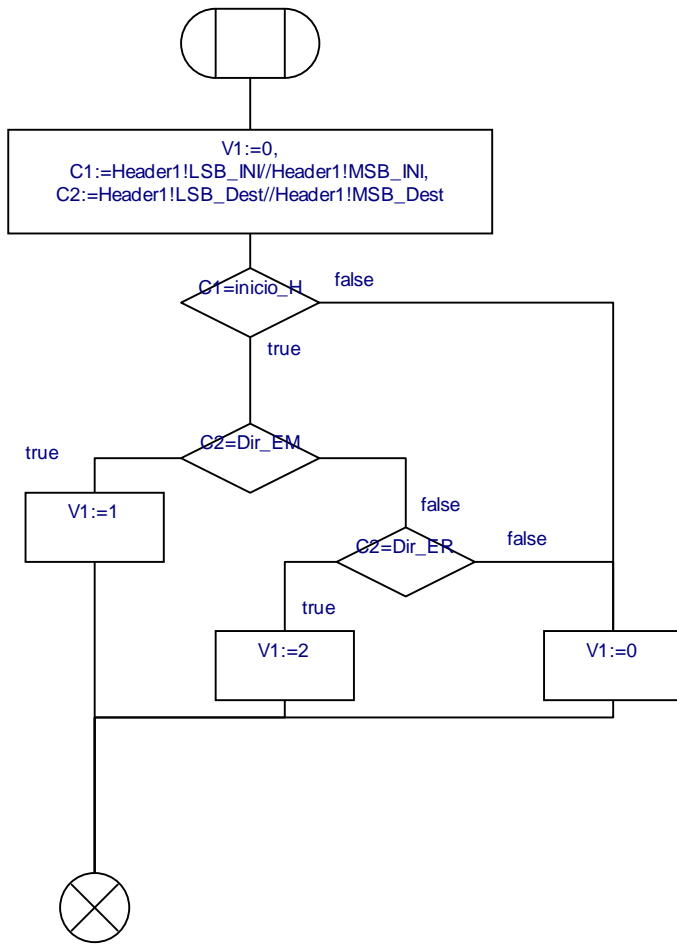 V1:=0,
C1:=Header1!LSB_INI//Header1!MSB_INI,
C2:=Header1!LSB_Dest//Header1!MSB_Dest
C1=inicio_H
false
true
C2=Dir_EM
true
false
V1:=1
C2=Dir_ER
false
true
V1:=2
V1:=0